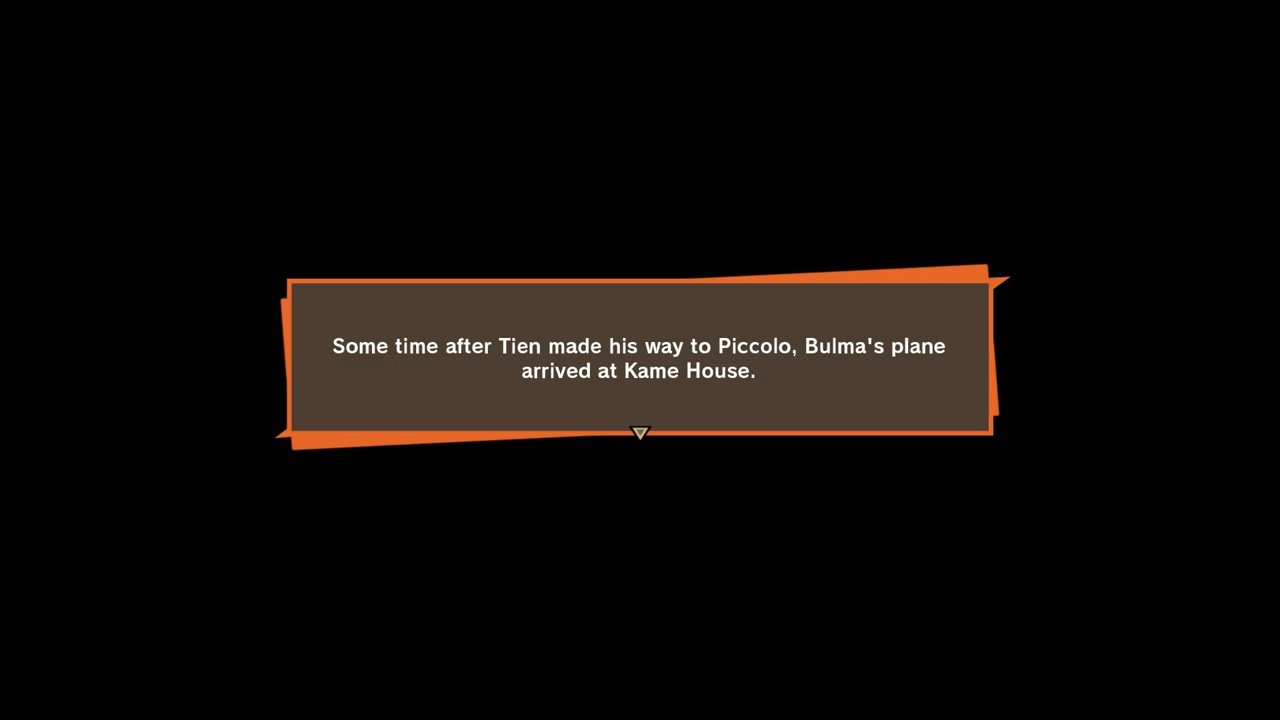 Some time after Tien made his way to Piccolo, Bulma's plane
arrived at Kame House.